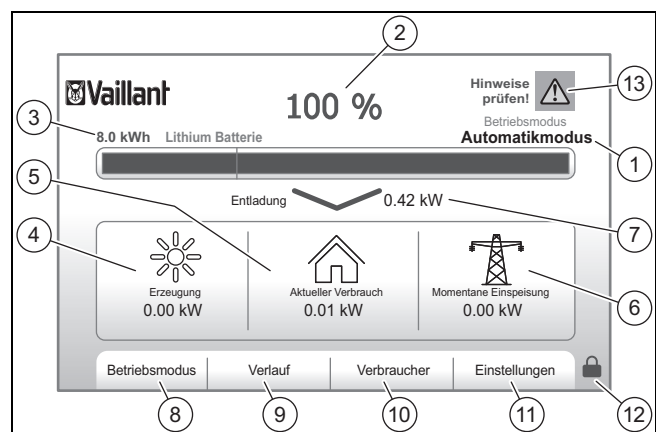 2
Vaillant
100 %
Hinweise
prüfen!
13
3
8.0 kWh Lithium Batterie
Betriebsmodus
Automatikmodus
1
5
Entladung 0.42 kW
7
4
Erzeugung
0.00 kW
Aktueller Verbrauch
0.01 kW
Momentane Einspeisung
0.00 kW
6
Betriebsmodus Verlauf Verbraucher Einstellungen
8 9 10 11 12